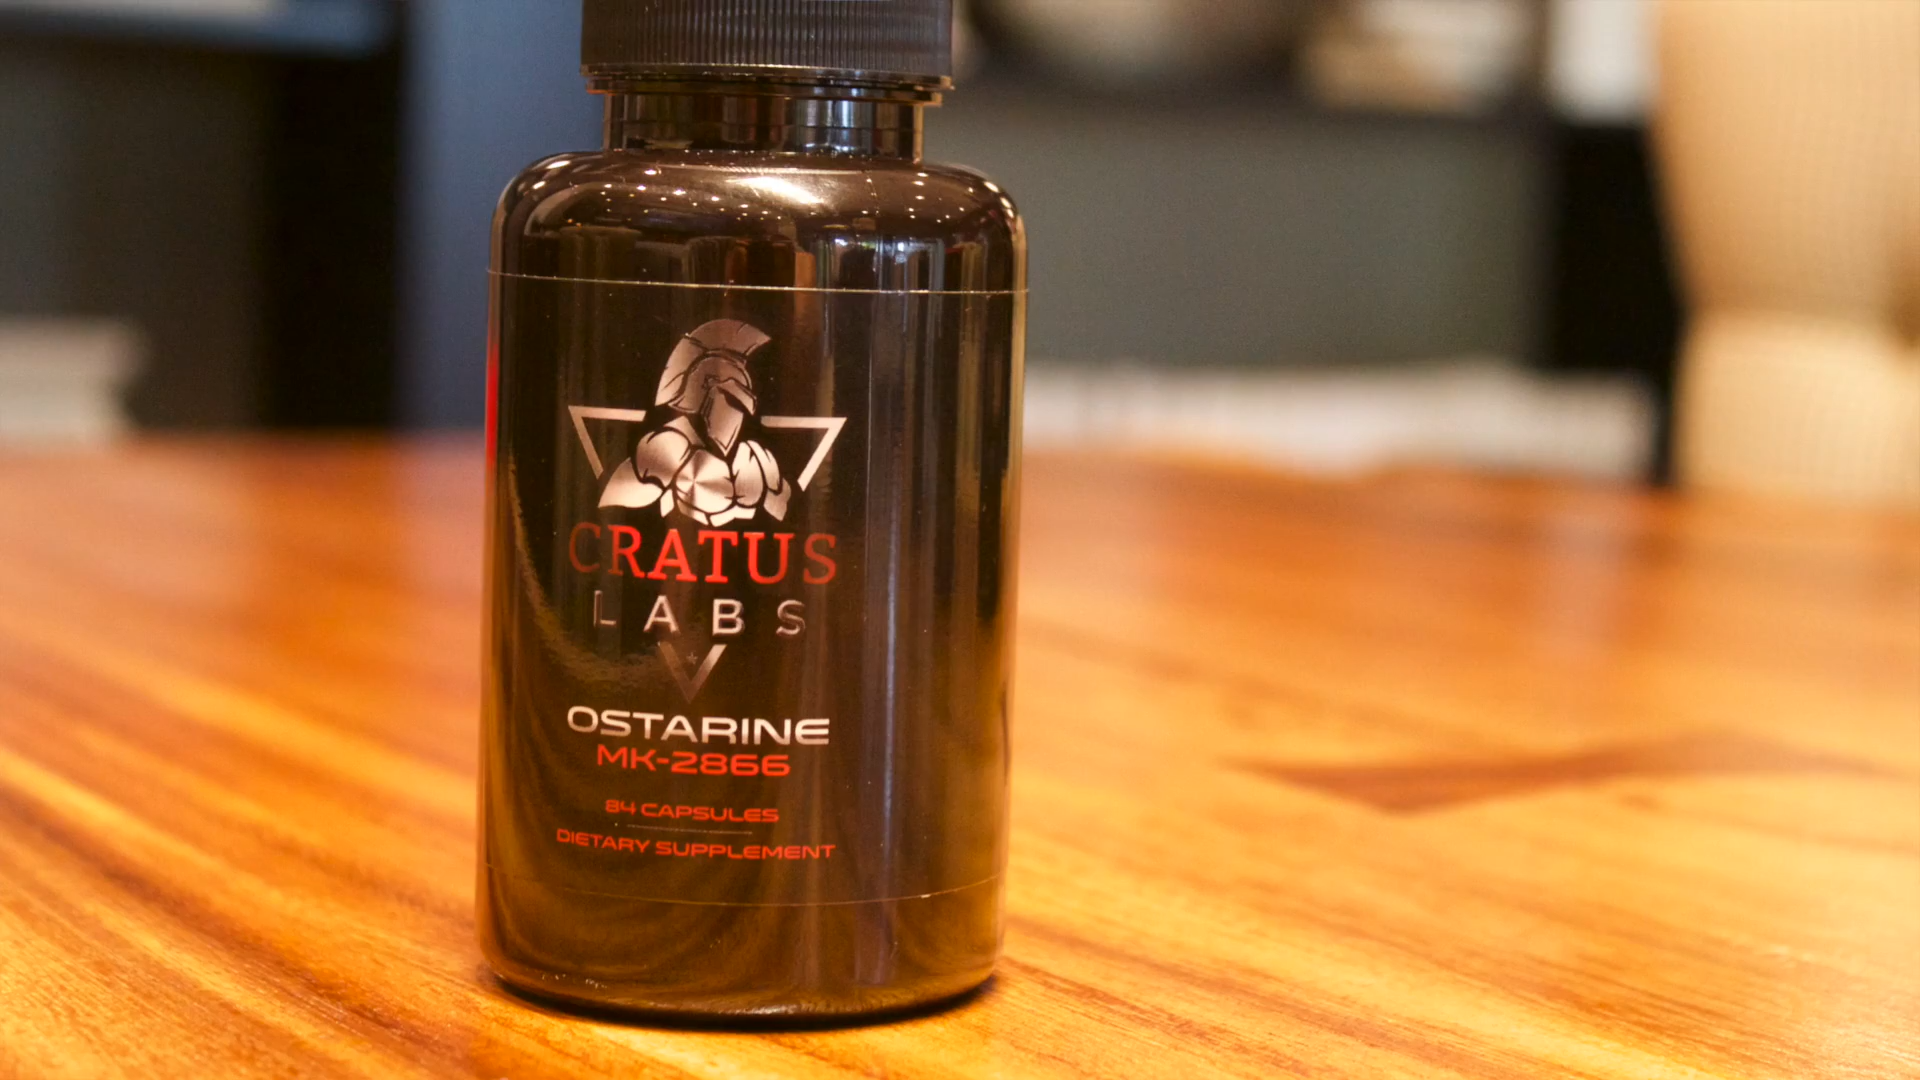 CRATUS
LABS
OSTARINE
MK-2866
84 CAPSULES
DIETARY SUPPLEMENT